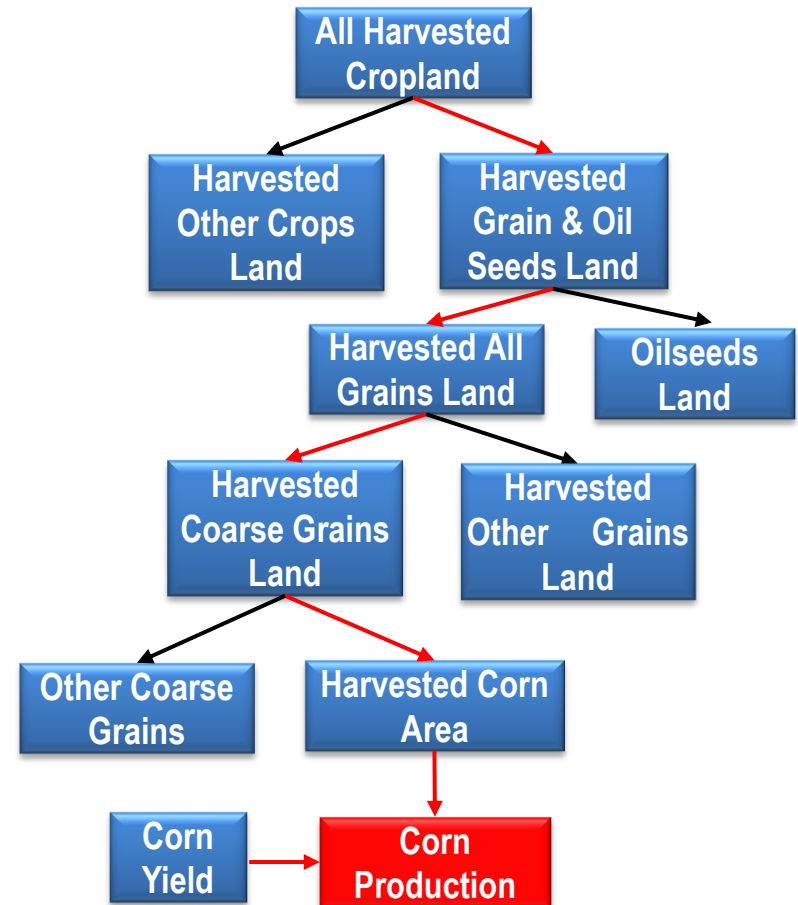 All Harvested
Cropland
Harvested
Other Crops
Land
Harvested
Grain & Oil
Seeds Land
Harvested All
Grains Land
Oilseeds
Land
Harvested
Coarse Grains
Land
Harvested
Other Grains
Land
Other Coarse
Grains
Harvested Corn
Area
Corn
Yield
Corn
Production